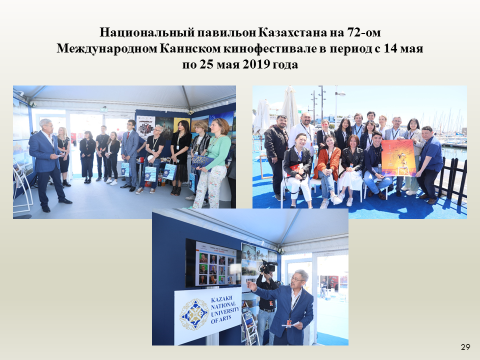 Национальный павильон Казахстана на 72-ом
Международном Каннском кинофестивале в период с 14 мая
по 25 мая 2019 года
KAZAKH
NATIONAL
UNIVERSITY
OF ARTS
29